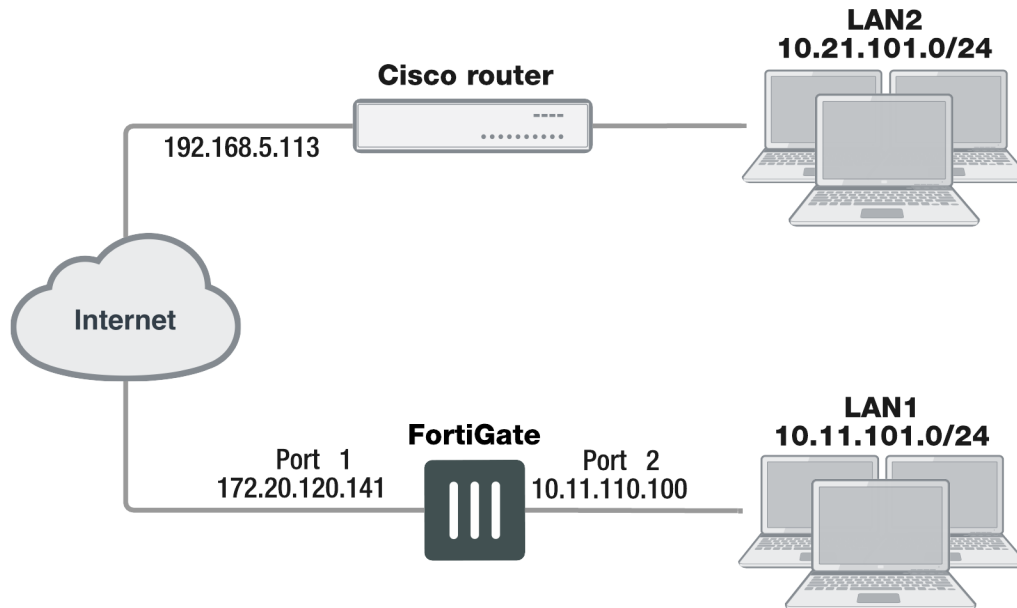 LAN2
10.21.101.0/24
Cisco router
192.168.5.113
Internet
LAN1
10.11.101.0/24
FortiGate
Port 1
172.20.120.141
Port 2
10.11.110.100